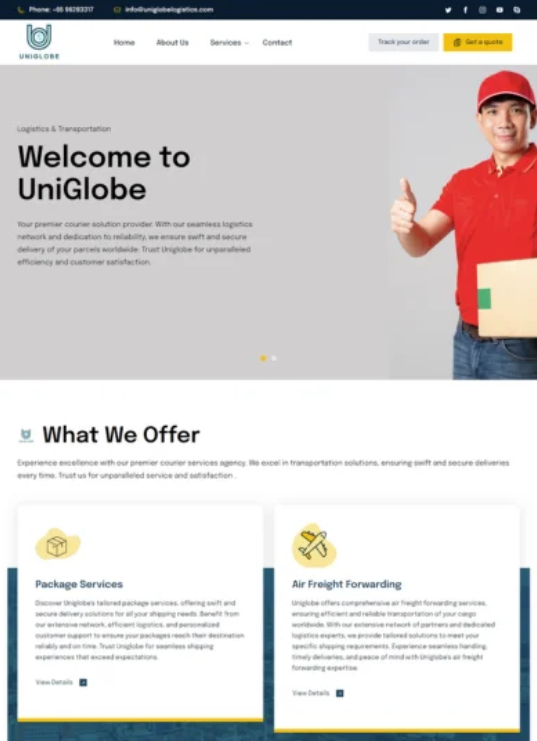 Phone: +65 96293317 info@uniglobelogistics.com
UNIGLOBE
Home About Us Services Contact Track your order Get a quote
Logistics & Transportation
Welcome to
UniGlobe
Your premier courier solution provider. With our seamless logistics
network and dedication to reliability, we ensure swift and secure
delivery of your parcels worldwide. Trust Uniglobe for unparalleled
efficiency and customer satisfaction.
What We Offer
Experience excellence with our premier courier services agency. We excel in transportation solutions, ensuring swift and secure deliveries
every time. Trust us for unparalleled service and satisfaction .
Package Services
Discover Uniglobe's tailored package services, offering swift and
secure delivery solutions for all your shipping needs. Benefit from
our extensive network, efficient logistics, and personalized
customer support to ensure your packages reach their destination
reliably and on time. Trust Uniglobe for seamless shipping
experiences that exceed expectations.
View Details
Air Freight Forwarding
Uniglobe offers comprehensive air freight forwarding services,
ensuring efficient and reliable transportation of your cargo
worldwide. With our extensive network of partners and dedicated
logistics experts, we provide tailored solutions to meet your
specific shipping requirements. Experience seamless handling,
timely deliveries, and peace of mind with Uniglobe's air freight
forwarding expertise.
View Details